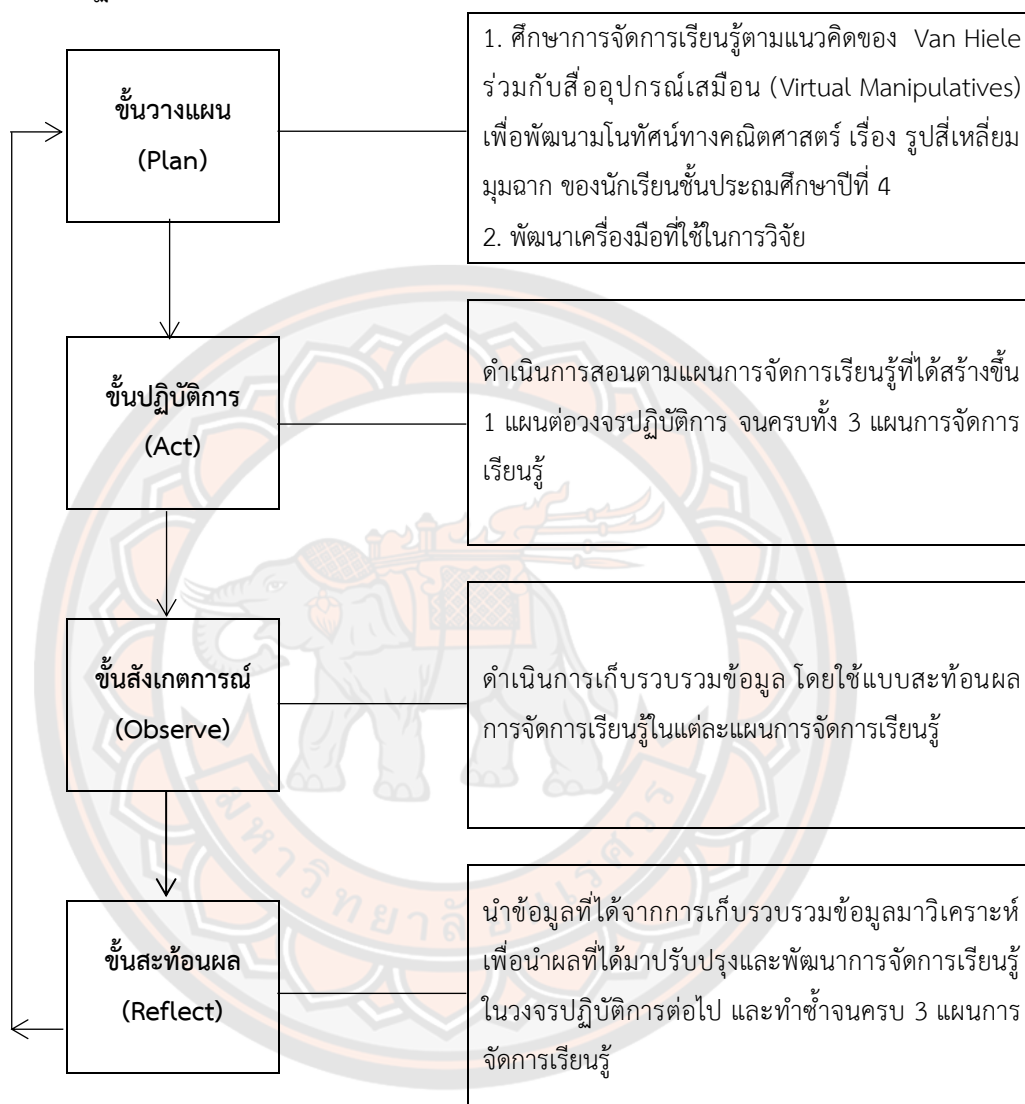 1. ศึกษาการจัดการเรียนรู้ตามแนวคิดของ Van Hiele
ร่วมกับสื่ออุปกรณ์เสมือน (Virtual Manipulatives)
เพื่อพัฒนามโนทัศน์ทางคณิตศาสตร์ เรื่อง รูปสี่เหลี่ยม
มุมฉาก ของนักเรียนชั้นประถมศึกษาปีที่ 4
2. พัฒนาเครื่องมือที่ใช้ในการวิจัย
ขั้นวางแผน
(Plan)
ดำเนินการสอนตามแผนการจัดการเรียนรู้ที่ได้สร้างขึ้น
1 แผนต่อวงจรปฏิบัติการ จนครบทั้ง 3 แผนการจัดการ
เรียนรู้
ขั้นปฏิบัติการ
(Act)
ขั้นสังเกตการณ์
(Observe)
ดำเนินการเก็บรวบรวมข้อมูล โดยใช้แบบสะท้อนผล
การจัดการเรียนรู้ในแต่ละแผนการจัดการเรียนรู้
ขั้นสะท้อนผล
(Reflect)
นำข้อมูลที่ได้จากการเก็บรวบรวมข้อมูลมาวิเคราะห์
เพื่อนำผลที่ได้มาปรับปรุงและพัฒนาการจัดการเรียนรู้
ในวงจรปฏิบัติการต่อไป และทำซ้ำจนครบ 3 แผนการ
จัดการเรียนรู้
มหาวิทยาลัยนเรศวร